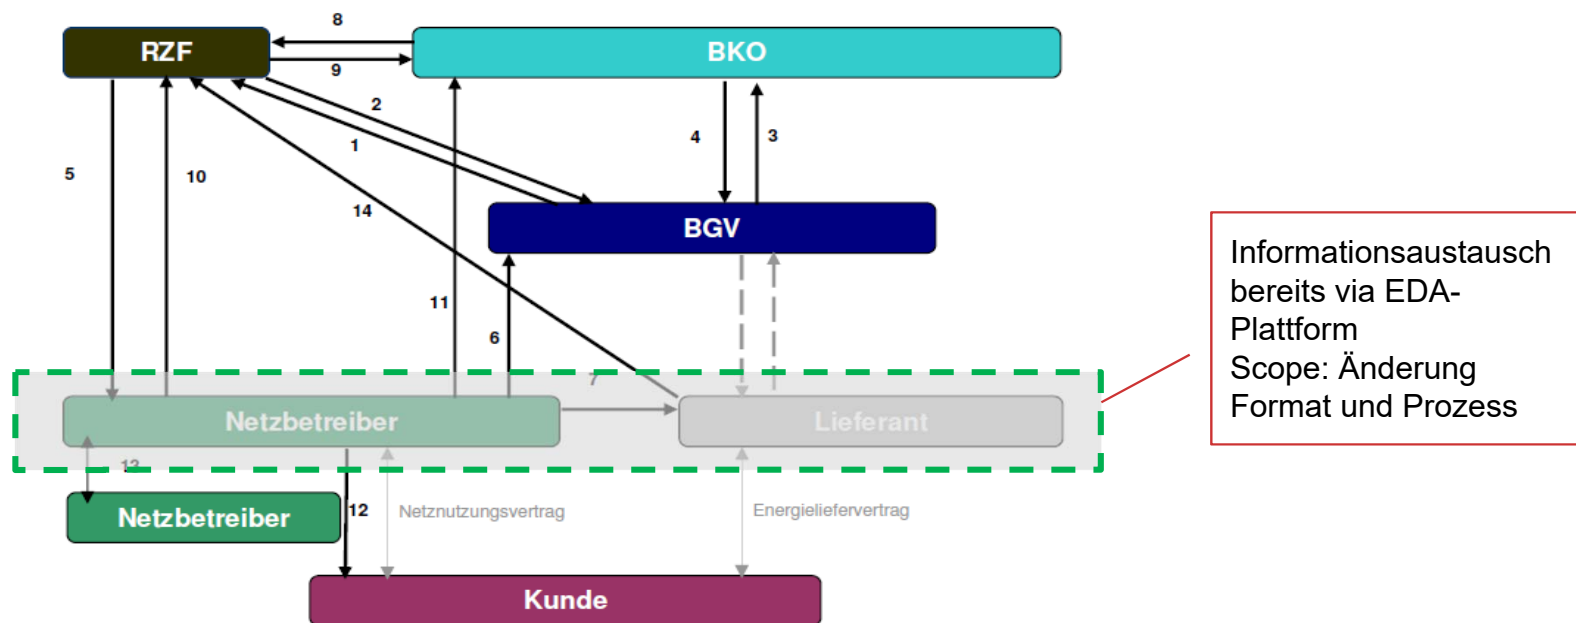 8
RZF
BKO
9
2
1
4
3
5
10
14
BGV
Informationsaustausch
bereits via EDA-
Plattform
Scope: Änderung
Format und Prozess
11
6
7
Netzbetreiber
Lieferant
13
Netzbetreiber
12
Netznutzungsvertrag
Energieliefervertrag
Kunde